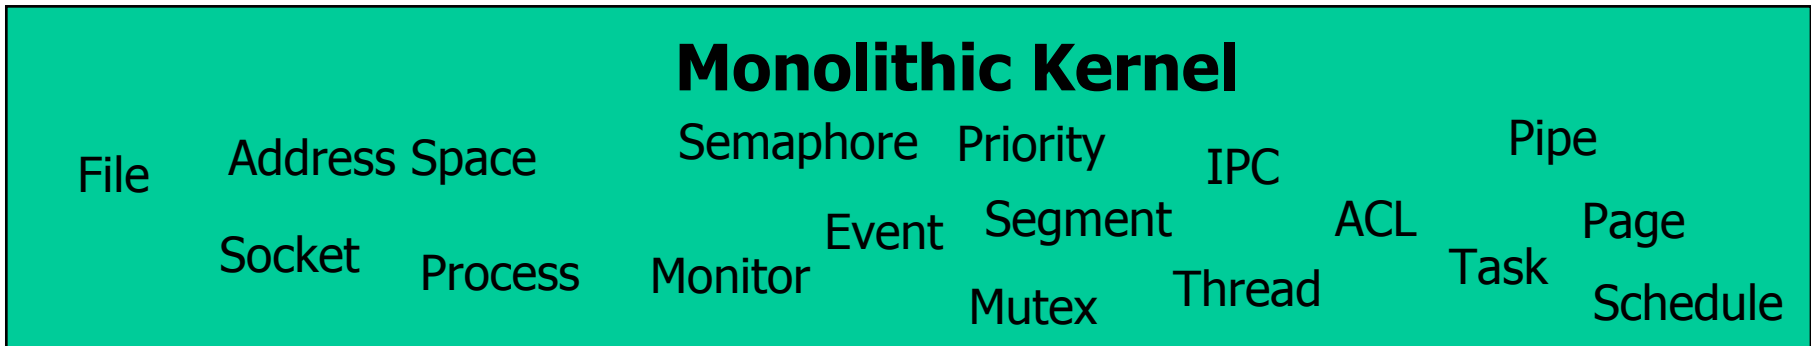 Monolithic Kernel
File
Address Space
Semaphore
Priority
IPC
Pipe
Socket
Process
Monitor
Event
Segment
Mutex
Thread
ACL
Task
Page
Schedule